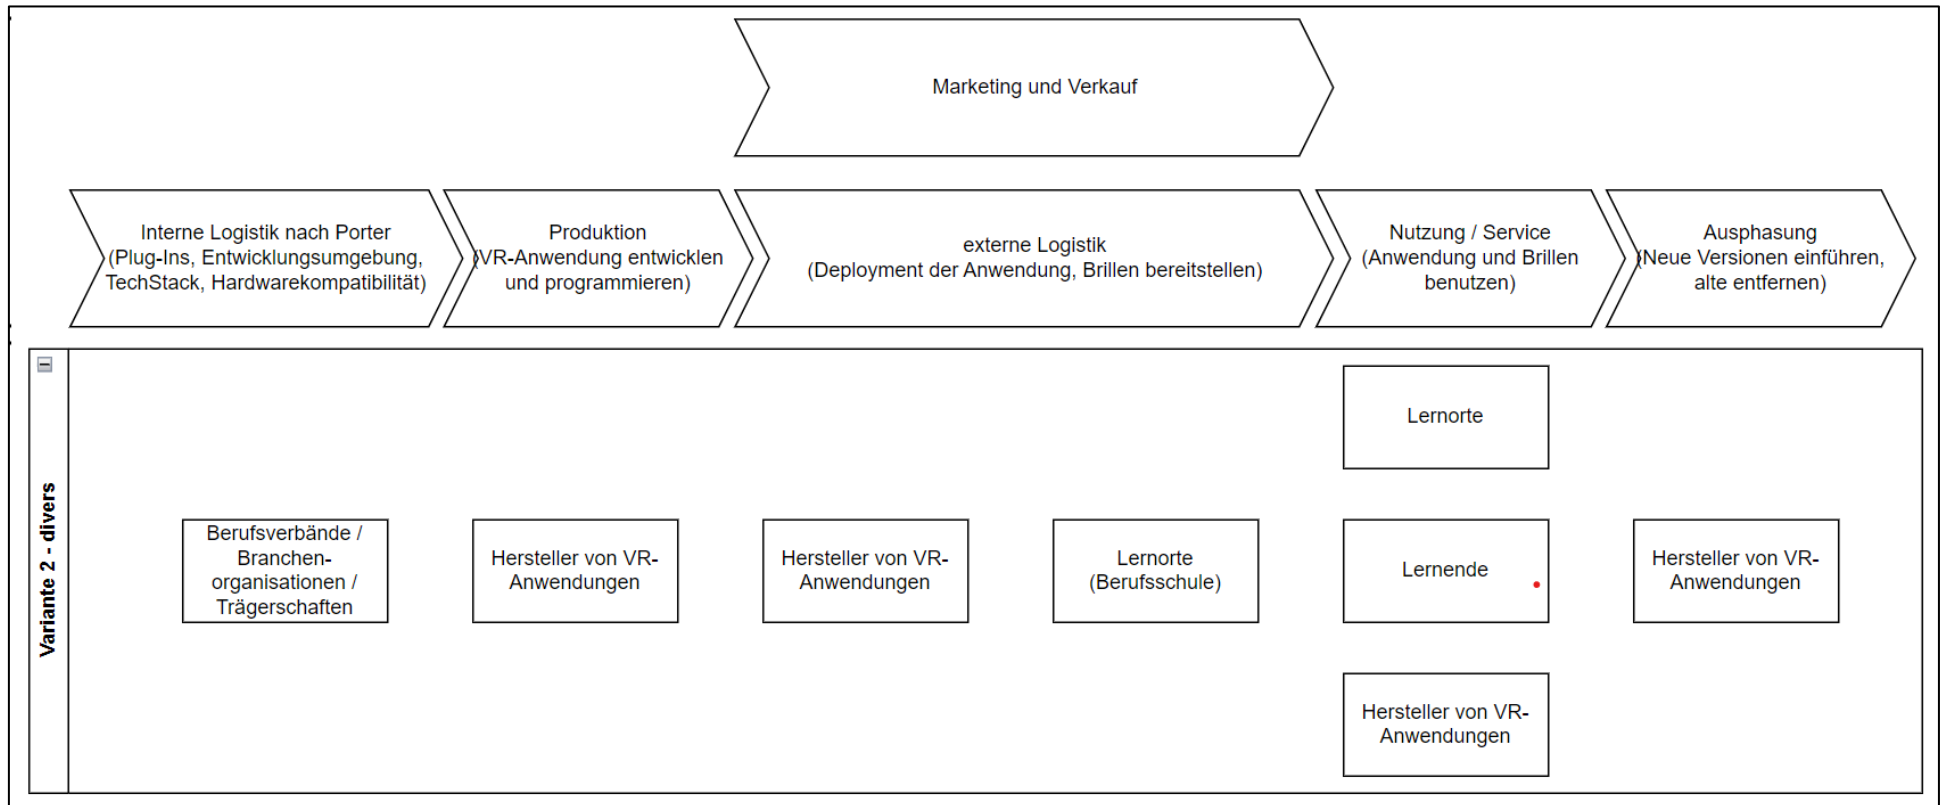 Marketing und Verkauf
Interne Logistik nach Porter
(Plug-Ins, Entwicklungsumgebung,
TechStack, Hardwarekompatibilität)
Produktion
(VR-Anwendung entwicklen
und programmieren)
externe Logistik
(Deployment der Anwendung, Brillen bereitstellen)
Nutzung / Service
(Anwendung und Brillen
benutzen)
Ausphasung
(Neue Versionen einführen,
alte entfernen)
Variante 2 - divers
Berufsverbände /
Branchen-
organisationen /
Trägerschaften
Hersteller von VR-
Anwendungen
Hersteller von VR-
Anwendungen
Lernorte
(Berufsschule)
Lernorte
Lernende
Hersteller von VR-
Anwendungen
Hersteller von VR-
Anwendungen